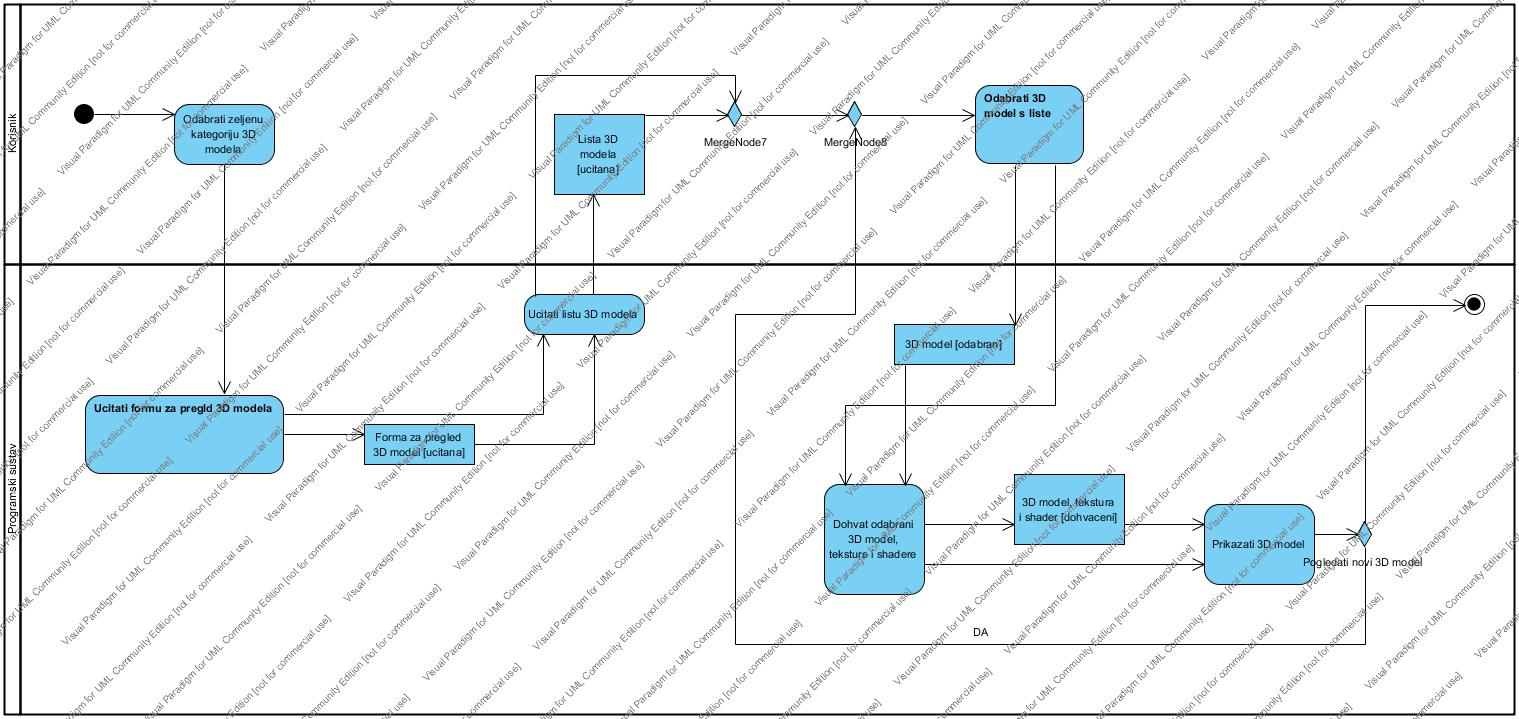 Korisnik
Odabrati zeljenu
kategoriju 3D
modela
Lista 3D
modela
[ucitana]
MergeNode7
MergeNode8
Odabrati 3D
model s liste
Programski sustav
Ucitati formu za pregld 3D modela
Forma za pregled
3D model [ucitana]
Ucitati listu 3D modela
3D model [odabran]
Dohvat odabrani
3D model,
teksture i shadere
3D model, tekstura
i shader [dohvaceni]
Prikazati 3D model
Pogledati novi 3D model
DA
Visual Paradigm for UML Community Edition [not for commercial use]